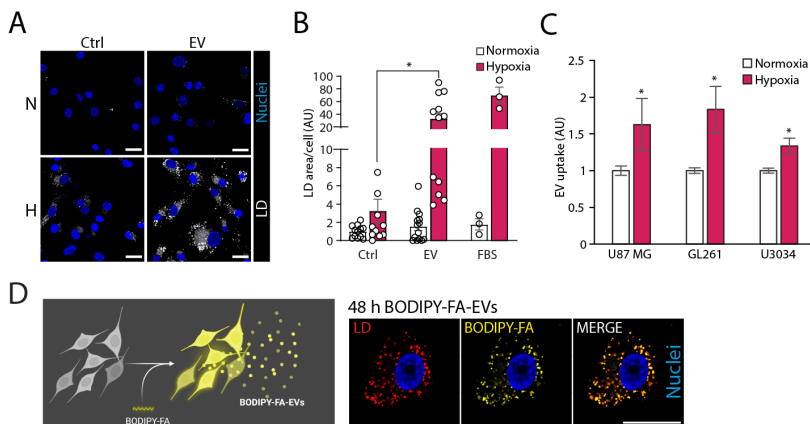 A
Ctrl
EV
N
H
Nuclei
LD
B
Normoxia
Hypoxia
*
LD area/cell (AU)
100
80
60
40
20
10
8
6
4
2
0
Ctrl
EV
FBS
C
Normoxia
Hypoxia
EV uptake (AU)
2.5
2
1.5
1
0.5
0
*
*
*
U87 MG
GL261
U3034
D
BODIPY-FA
BODIPY-FA-EVs
48 h BODIPY-FA-EVs
LD
BODIPY-FA
MERGE
Nuclei